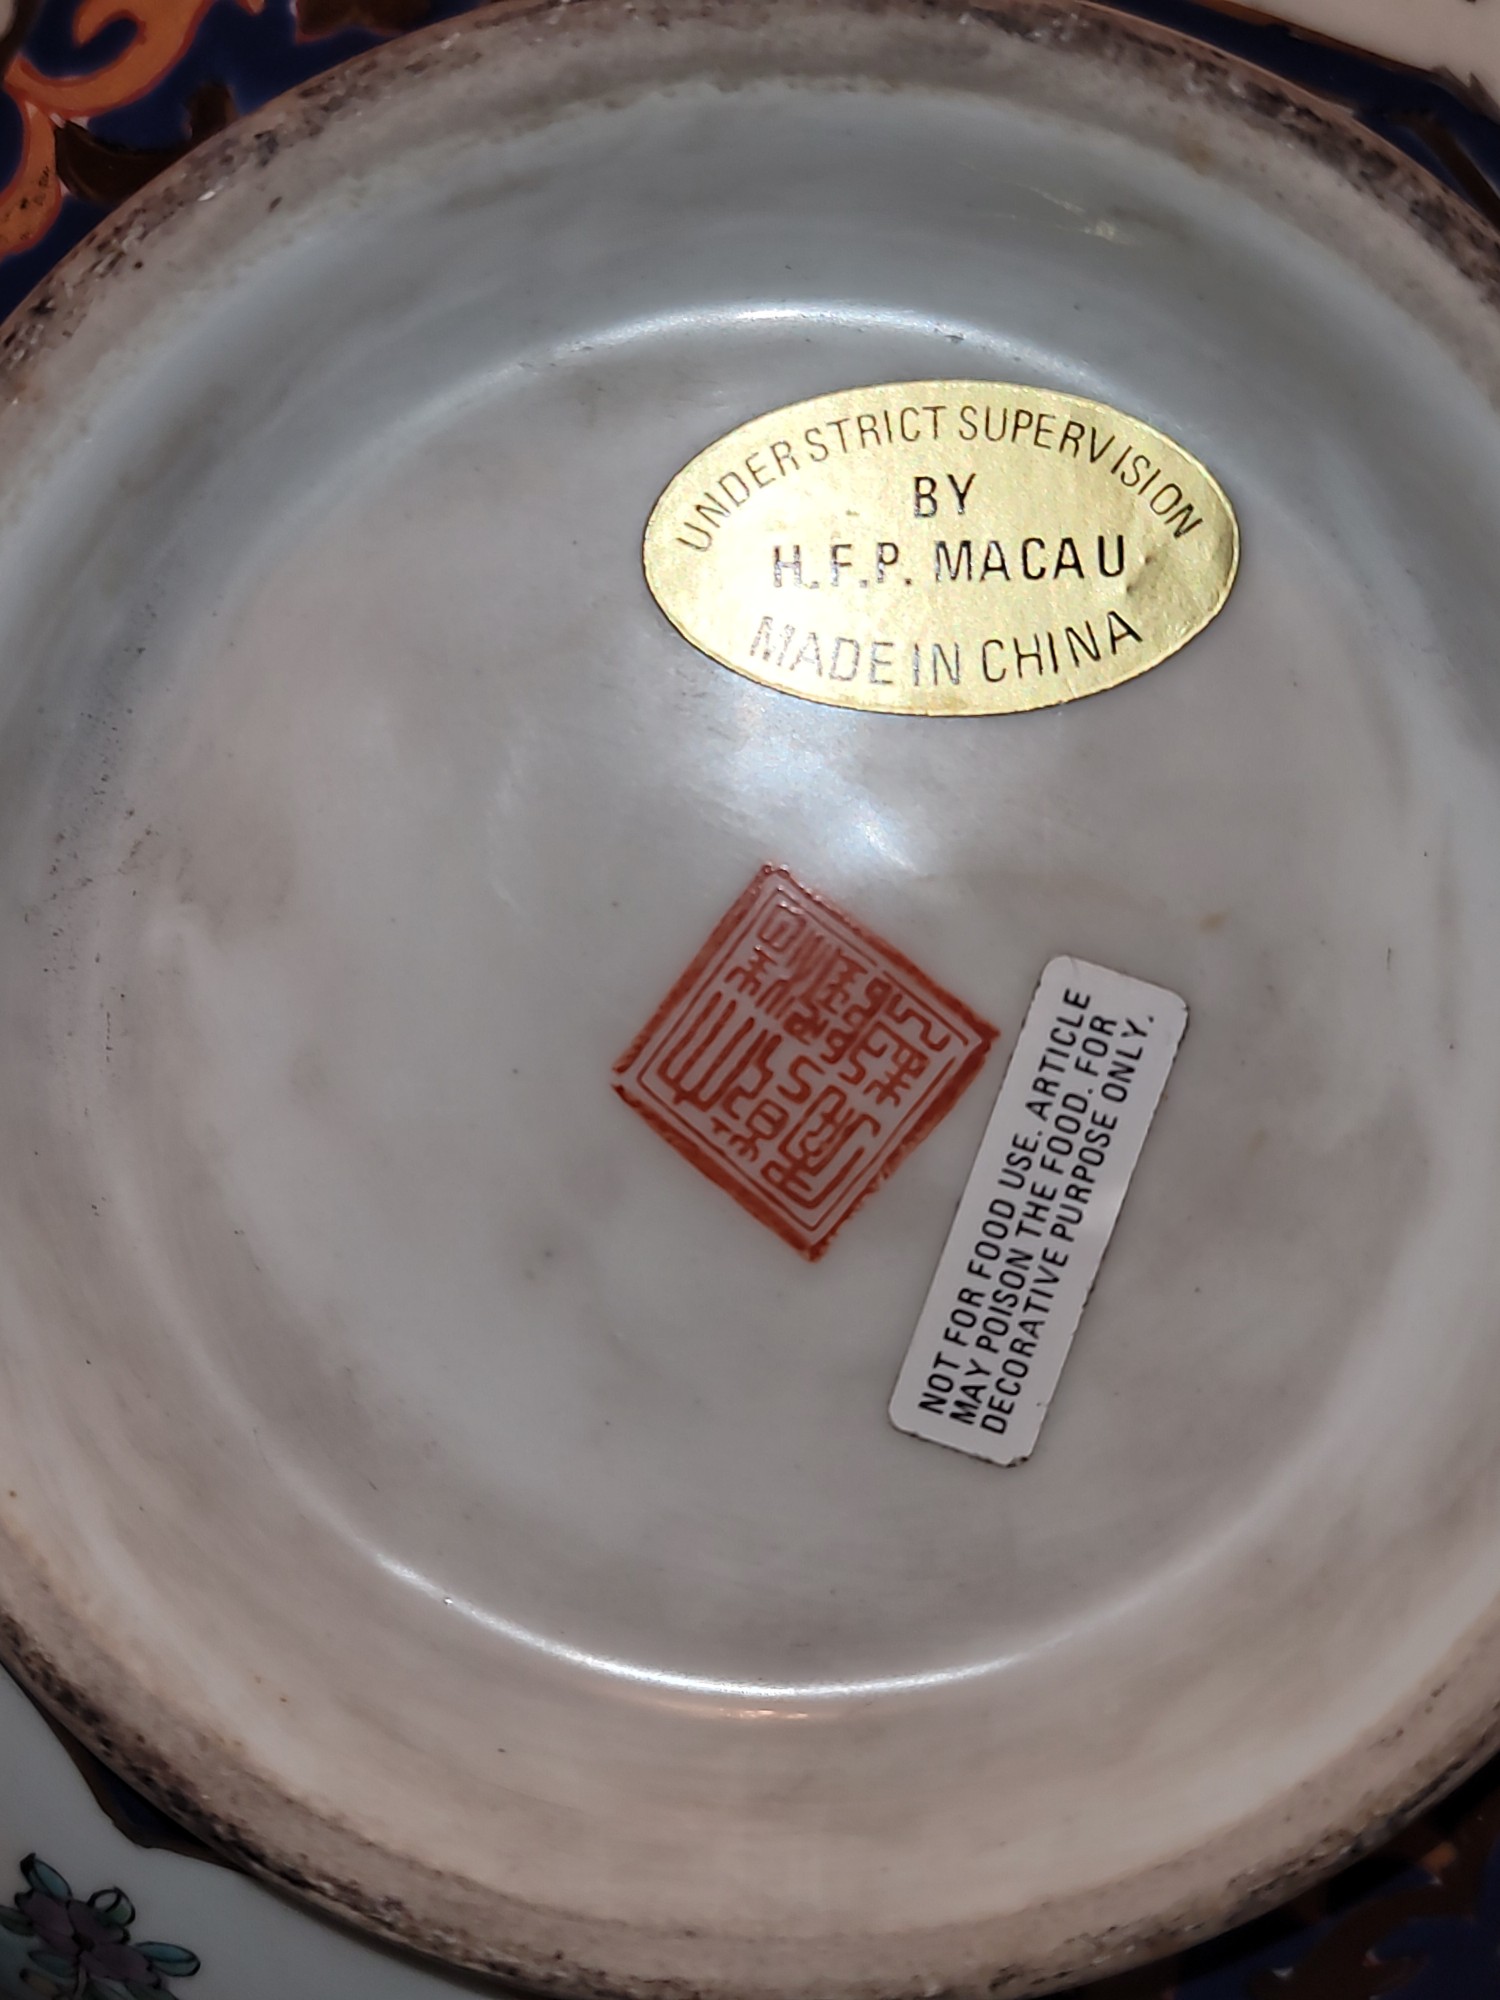 UNDER STRICT SUPERVISION
BY
H.F.P. MACAU
MADE IN CHINA
NOT FOR FOOD USE. ARTICLE
MAY POISON THE FOOD. FOR
DECORATIVE PURPOSE ONLY.